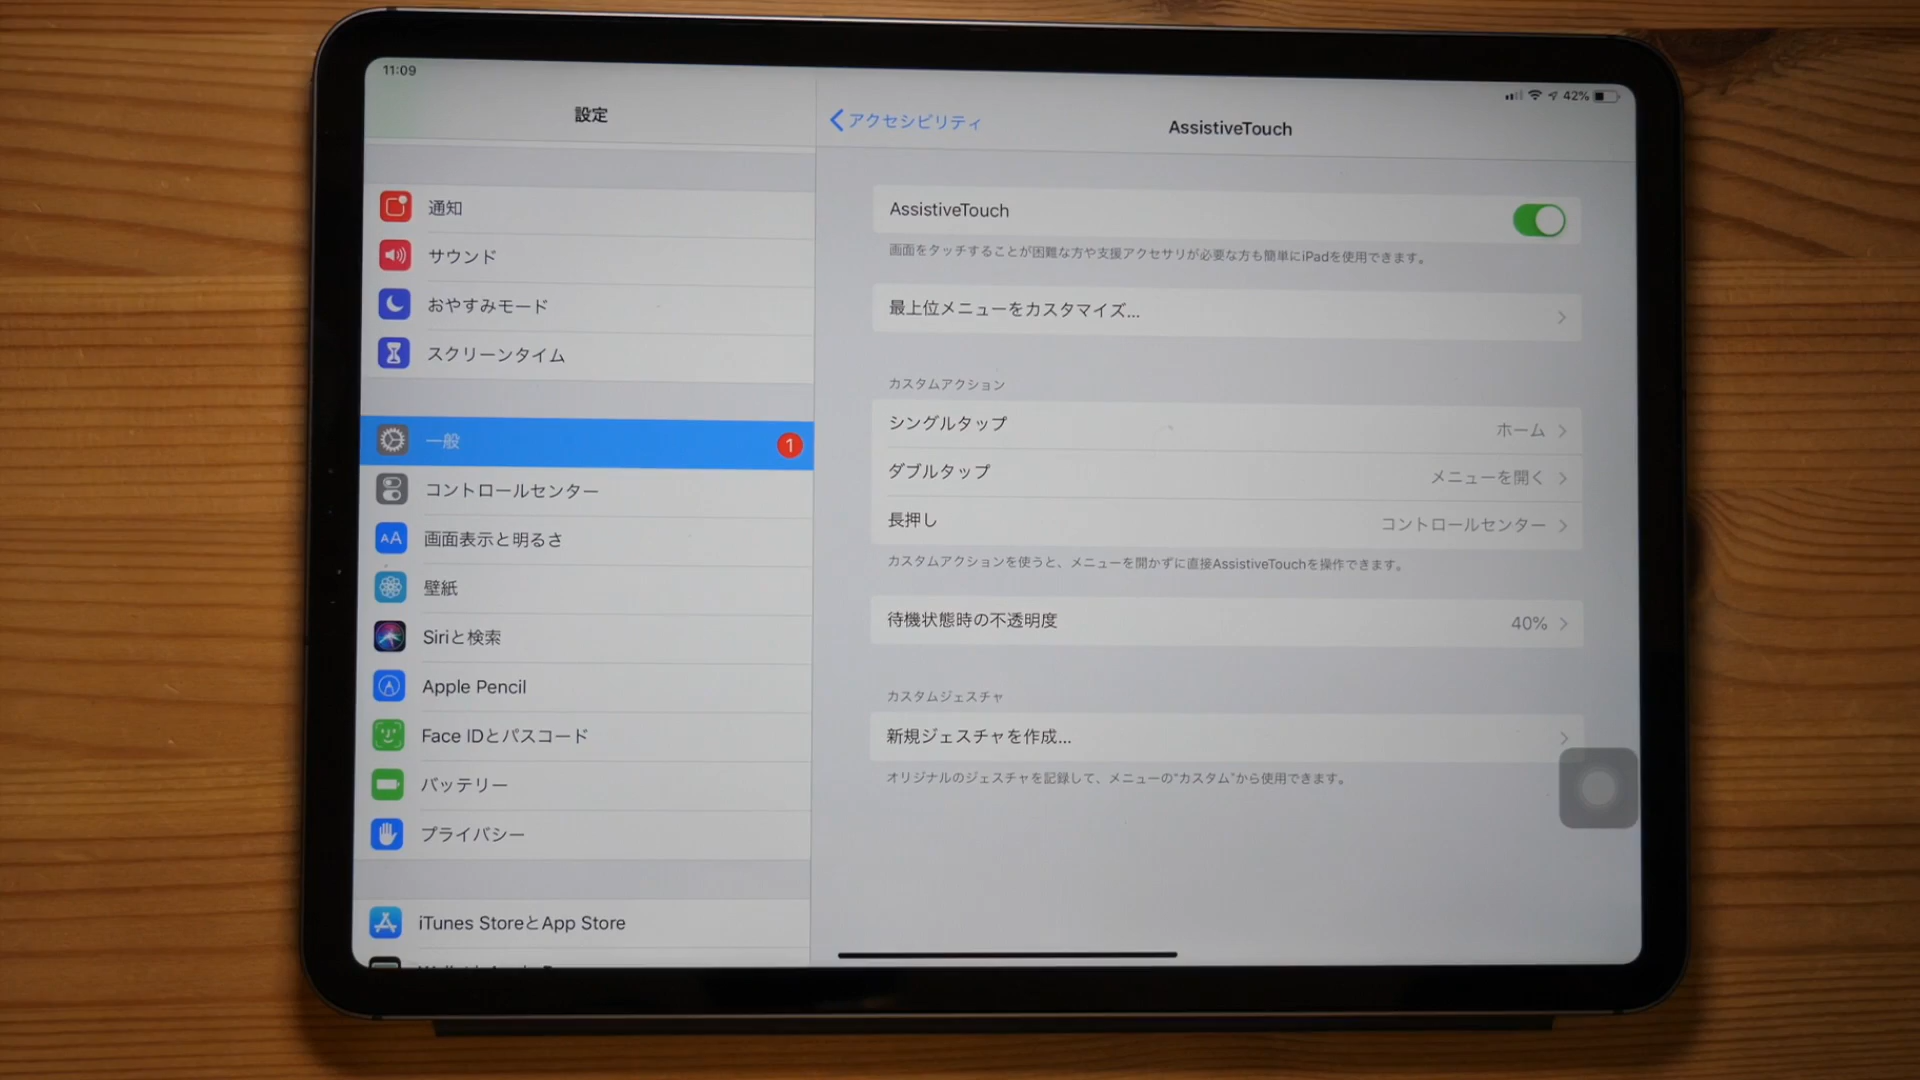 11:09
42%
設定
アクセシビリティ
AssistiveTouch
通知
サウンド
おやすみモード
スクリーンタイム
一般
1
コントロールセンター
AA
画面表示と明るさ
壁紙
Siriと検索
Apple Pencil
Face IDとパスコード
バッテリー
プライバシー
iTunes StoreとApp Store
AssistiveTouch
画面をタッチすることが困難な方や支援アクセサリが必要な方も簡単にiPadを使用できます。
最上位メニューをカスタマイズ...
カスタムアクション
シングルタップ ホーム
ダブルタップ メニューを開く
長押し コントロールセンター
カスタムアクションを使うと、メニューを開かずに直接AssistiveTouchを操作できます。
待機状態時の不透明度 40%
カスタムジェスチャ
新規ジェスチャを作成...
オリジナルのジェスチャを記録して、メニューの"カスタム"から使用できます。